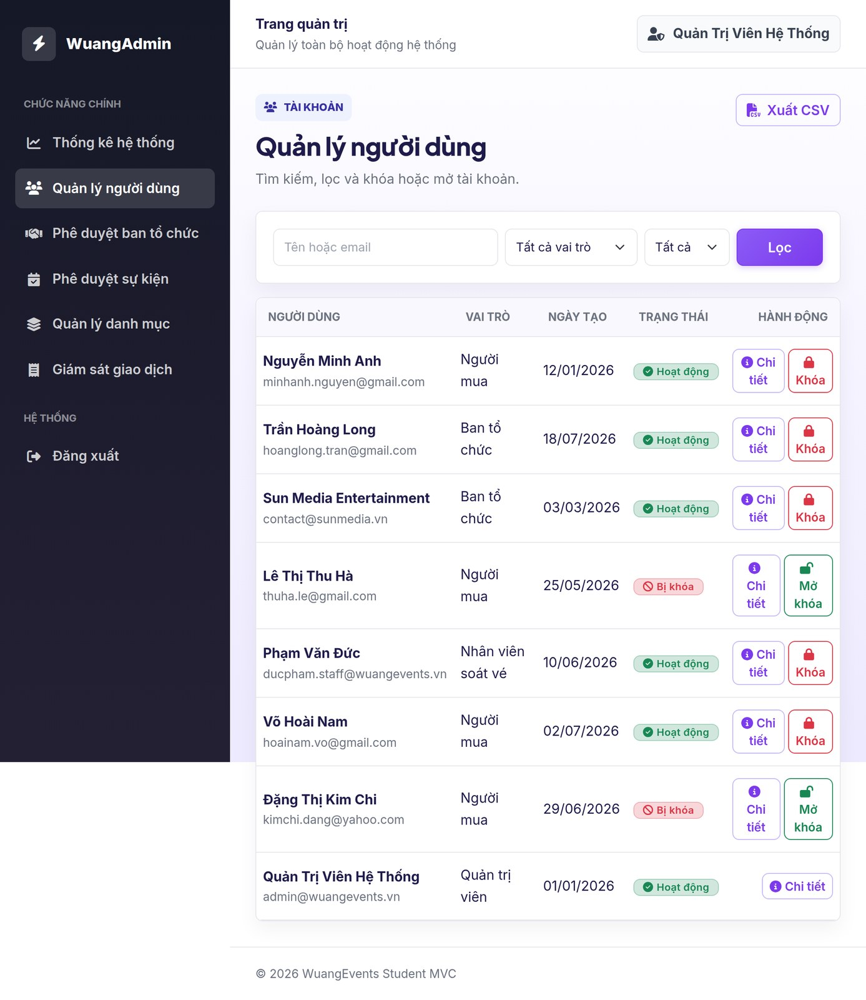 WuangAdmin
CHỨC NĂNG CHÍNH
Thống kê hệ thống
Quản lý người dùng
Phê duyệt ban tổ chức
Phê duyệt sự kiện
Quản lý danh mục
Giám sát giao dịch
HỆ THỐNG
Đăng xuất
Trang quản trị
Quản lý toàn bộ hoạt động hệ thống
Quản Trị Viên Hệ Thống
TÀI KHOẢN
Xuất CSV
Quản lý người dùng
Tìm kiếm, lọc và khóa hoặc mở tài khoản.
Tên hoặc email
Tất cả vai trò
Tất cả
Lọc
NGƯỜI DÙNG VAI TRÒ NGÀY TẠO TRẠNG THÁI HÀNH ĐỘNG
Nguyễn Minh Anh
minhanh.nguyen@gmail.com
Người
mua
12/01/2026
Hoạt động
Chi
tiết
Khóa
Trần Hoàng Long
hoanglong.tran@gmail.com
Ban tổ
chức
18/07/2026
Hoạt động
Chi
tiết
Khóa
Sun Media Entertainment
contact@sunmedia.vn
Ban tổ
chức
03/03/2026
Hoạt động
Chi
tiết
Khóa
Lê Thị Thu Hà
thuha.le@gmail.com
Người
mua
25/05/2026
Bị khóa
Chi
tiết
Mở
khóa
Phạm Văn Đức
ducpham.staff@wuangevents.vn
Nhân viên
soát vé
10/06/2026
Hoạt động
Chi
tiết
Khóa
Võ Hoài Nam
hoainam.vo@gmail.com
Người
mua
02/07/2026
Hoạt động
Chi
tiết
Khóa
Đặng Thị Kim Chi
kimchi.dang@yahoo.com
Người
mua
29/06/2026
Bị khóa
Chi
tiết
Mở
khóa
Quản Trị Viên Hệ Thống
admin@wuangevents.vn
Quản trị
viên
01/01/2026
Hoạt động
Chi tiết
© 2026 WuangEvents Student MVC